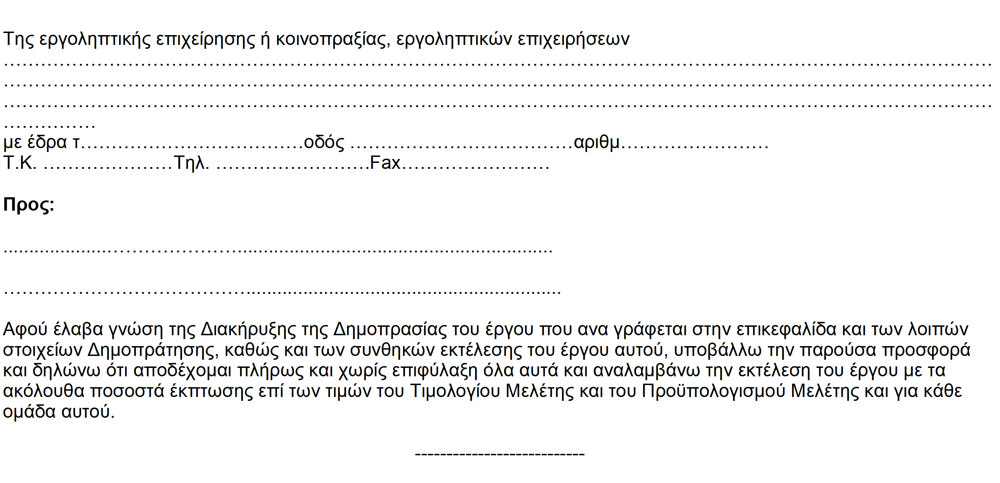 Της εργοληπτικής επιχείρησης ή κοινοπραξίας, εργοληπτικών επιχειρήσεων
……………………………………………………………………………………………………………………………………………
……………………………………………………………………………………………………………………………………………
……………………………………………………………………………………………………………………………………………
……………
με έδρα τ………………………………οδός ………………………………αριθμ……………………
Τ.Κ. …………………Τηλ. …………………….Fax……………………
Προς:
.....................………………….............................................................
…………………………………..............................................................
Αφού έλαβα γνώση της Διακήρυξης της Δημοπρασίας του έργου που ανα γράφεται στην επικεφαλίδα και των λοιπών
στοιχείων Δημοπράτησης, καθώς και των συνθηκών εκτέλεσης του έργου αυτού, υποβάλλω την παρούσα προσφορά
και δηλώνω ότι αποδέχομαι πλήρως και χωρίς επιφύλαξη όλα αυτά και αναλαμβάνω την εκτέλεση του έργου με τα
ακόλουθα ποσοστά έκπτωσης επί των τιμών του Τιμολογίου Μελέτης και του Προϋπολογισμού Μελέτης και για κάθε
ομάδα αυτού.
---------------------------